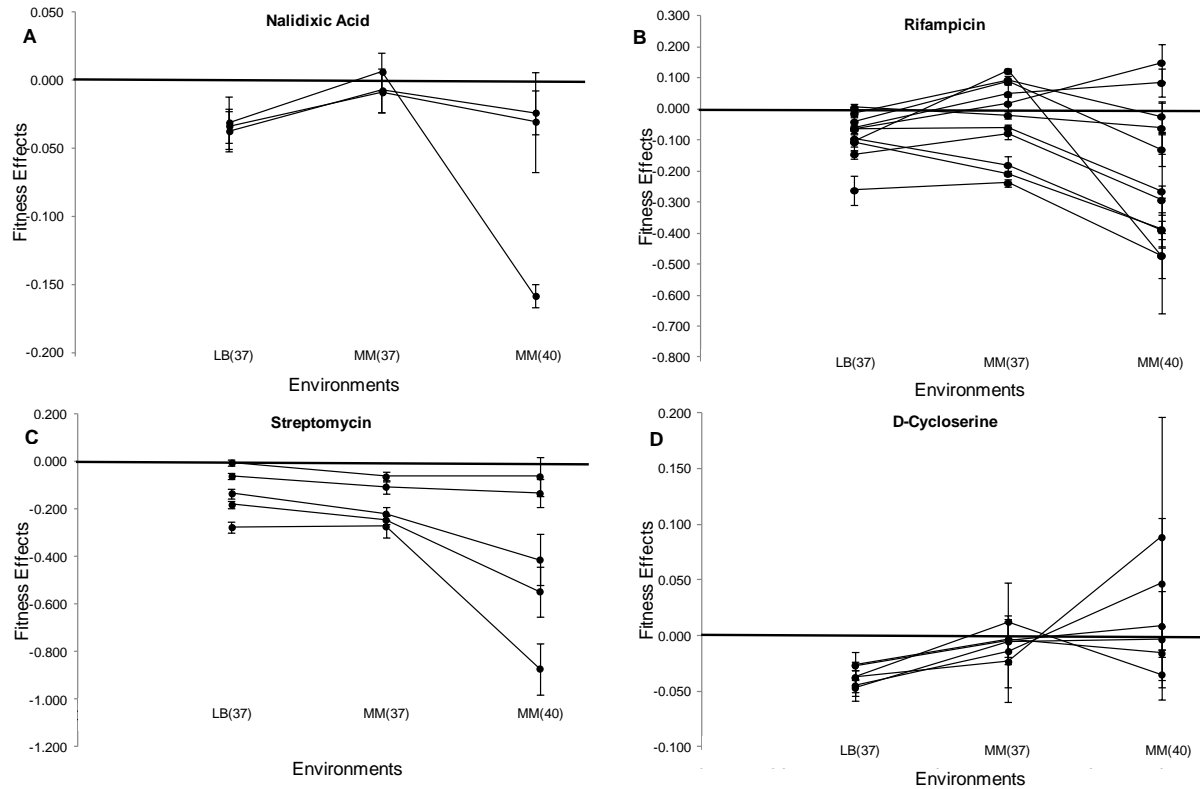 A
Nalidixic Acid
0.050
0.000
-0.050
-0.100
-0.150
-0.200
Fitness Effects
LB(37)
MM(37)
MM(40)
Environments
B
Rifampicin
0.300
0.200
0.100
0.000
-0.100
-0.200
-0.300
-0.400
-0.500
-0.600
-0.700
-0.800
Fitness Effects
LB(37)
MM(37)
MM(40)
Environments
C
Streptomycin
0.200
0.000
-0.200
-0.400
-0.600
-0.800
-1.000
-1.200
Fitness Effects
LB(37)
MM(37)
MM(40)
Environments
D
D-Cycloserine
0.200
0.150
0.100
0.050
0.000
-0.050
-0.100
Fitness Effects
LB(37)
MM(37)
MM(40)
Environments